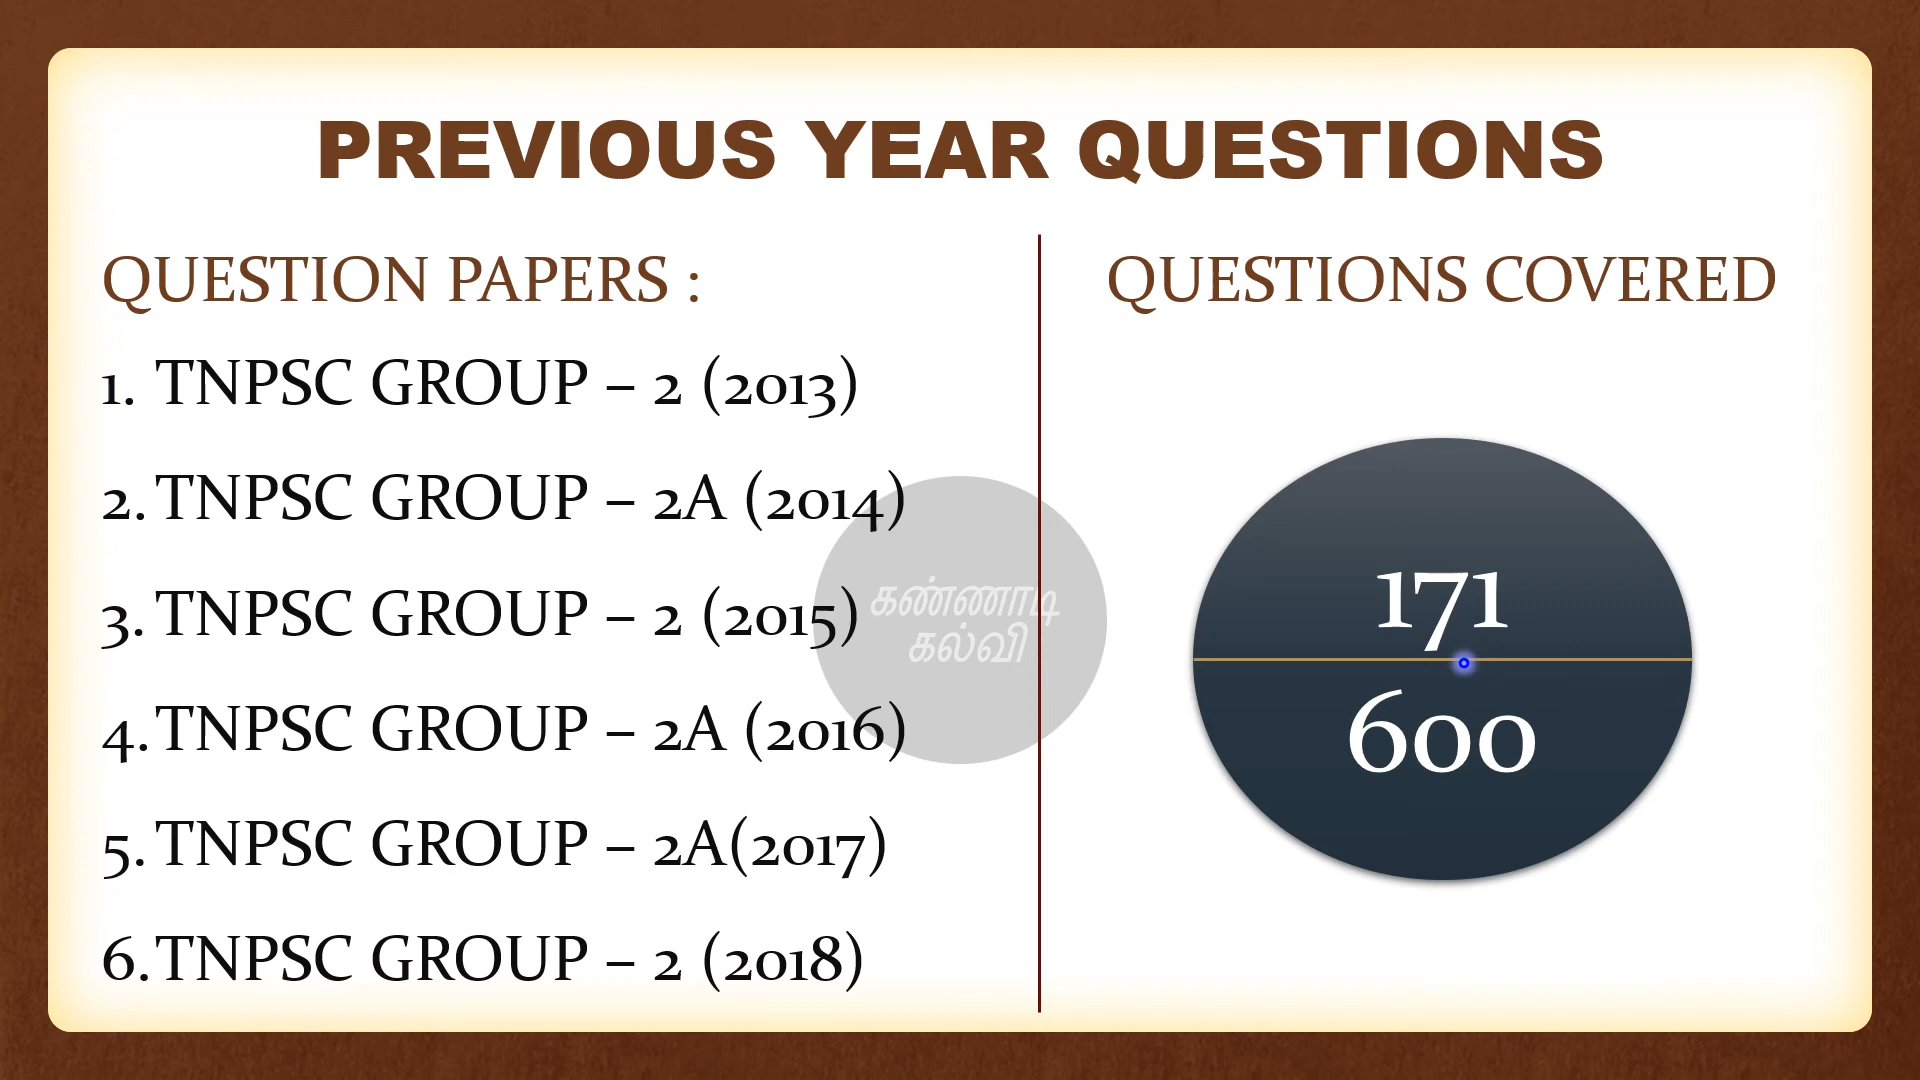 PREVIOUS YEAR QUESTIONS
QUESTION PAPERS :
1. TNPSC GROUP – 2 (2013)
2. TNPSC GROUP – 2A (2014)
3. TNPSC GROUP – 2 (2015)
4. TNPSC GROUP – 2A (2016)
5. TNPSC GROUP – 2A(2017)
6. TNPSC GROUP – 2 (2018)
கண்ணாடி
கல்வி
QUESTIONS COVERED
171
600